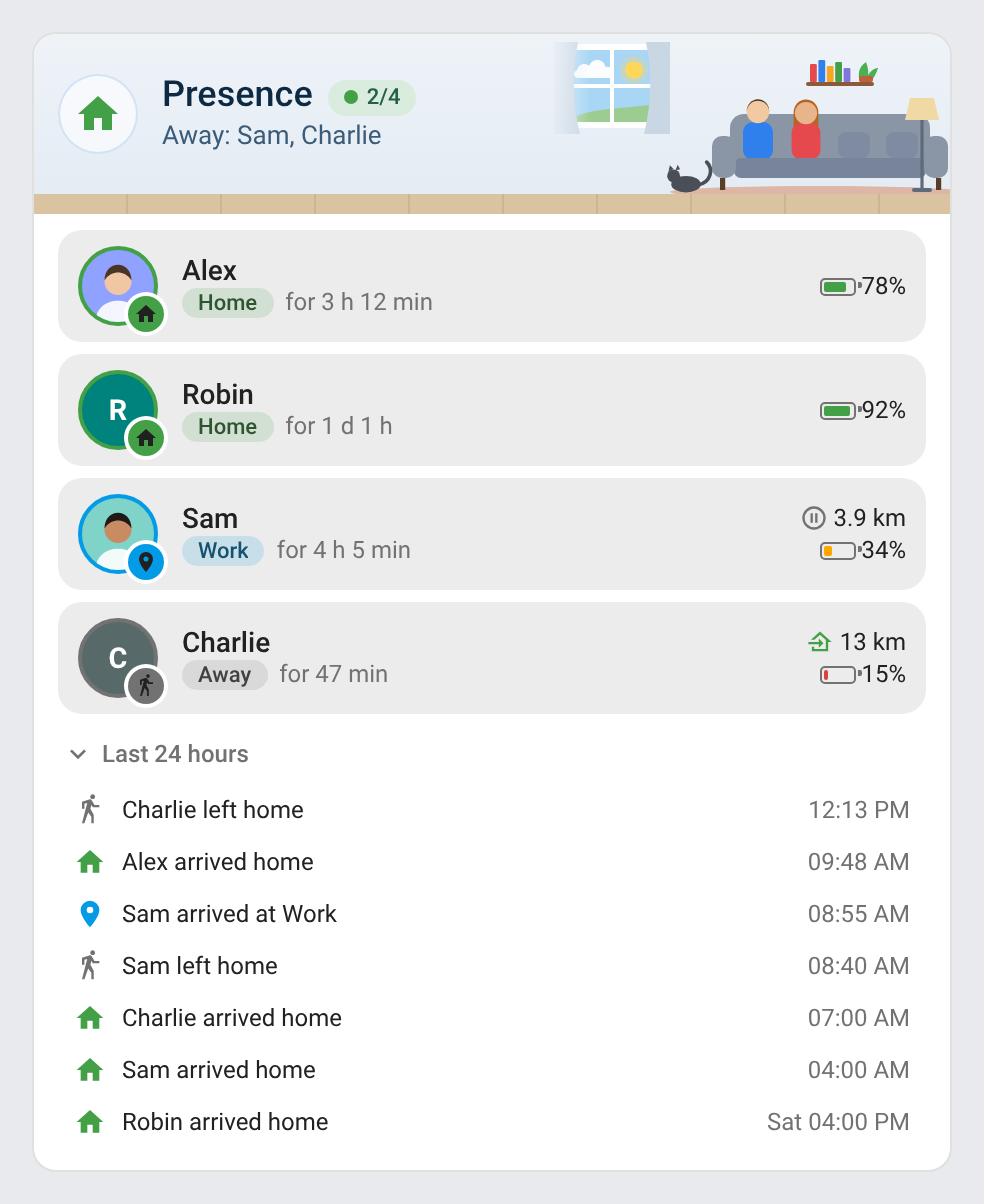 Presence 2/4
Away: Sam, Charlie
Alex
Home for 3 h 12 min
78%
R
Robin
Home for 1 d 1 h
92%
Sam
Work for 4 h 5 min
3.9 km
34%
C
Charlie
Away for 47 min
13 km
15%
Last 24 hours
Charlie left home 12:13 PM
Alex arrived home 09:48 AM
Sam arrived at Work 08:55 AM
Sam left home 08:40 AM
Charlie arrived home 07:00 AM
Sam arrived home 04:00 AM
Robin arrived home Sat 04:00 PM